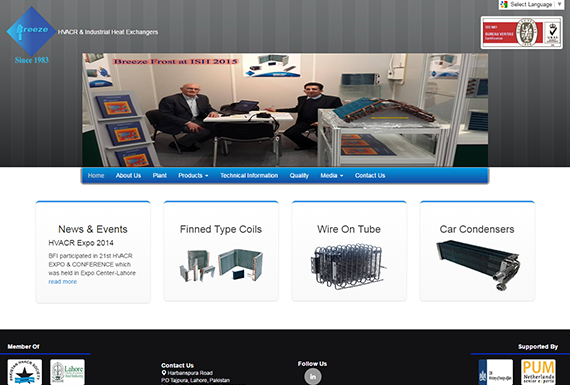 Select Language
Breeze
HVACR & Industrial Heat Exchangers
Since 1983
BUREAU VERITAS
Certification
Breeze Frost at ISH 2015
Home About Us Plant Products Technical Information Quality Media Contact Us
News & Events
HVACR Expo 2014
BFI participated in 21st HVACR
EXPO & CONFERENCE which
was held in Expo Center-Lahore
read more
Finned Type Coils
Wire On Tube
Car Condensers
Member Of
Lahore
Contact Us
Harbanspura Road
P.O Tajpura, Lahore, Pakistan
Follow Us
in
Supported By
PUM
Netherlands
senior experts